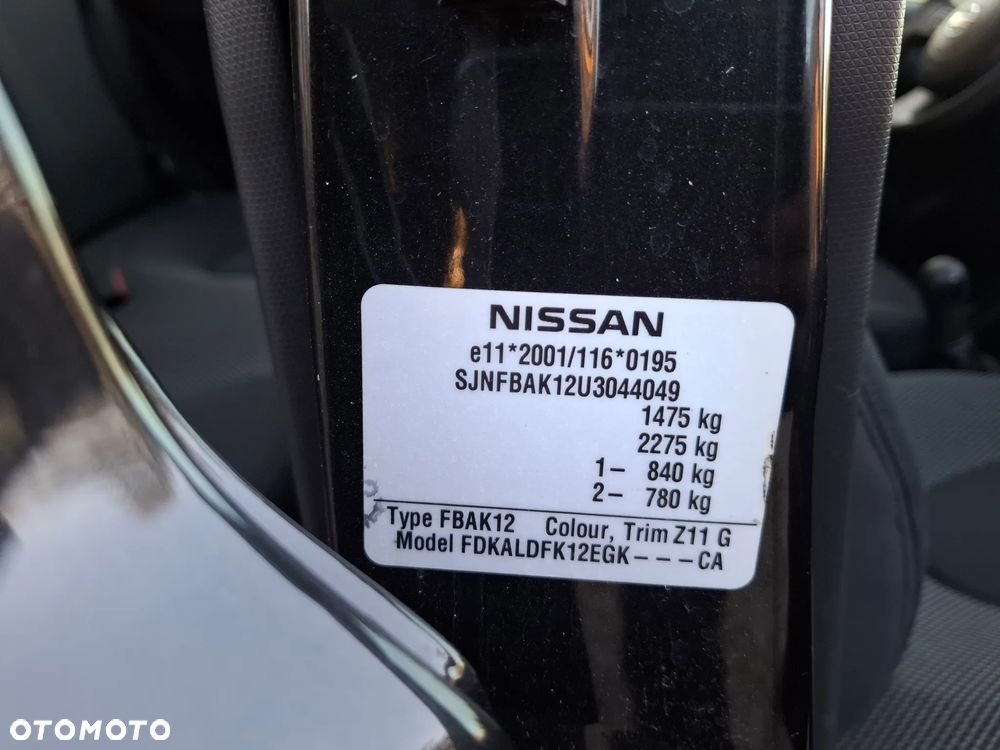 NISSAN
e11*2001/116*0195
SJNFBAK12U3044049
1475 kg
2275 kg
1- 840 kg
2- 780 kg
Type FBAK12 Colour, Trim Z11 G
Model FDKALDFK12EGK---CA
OTOMOTO